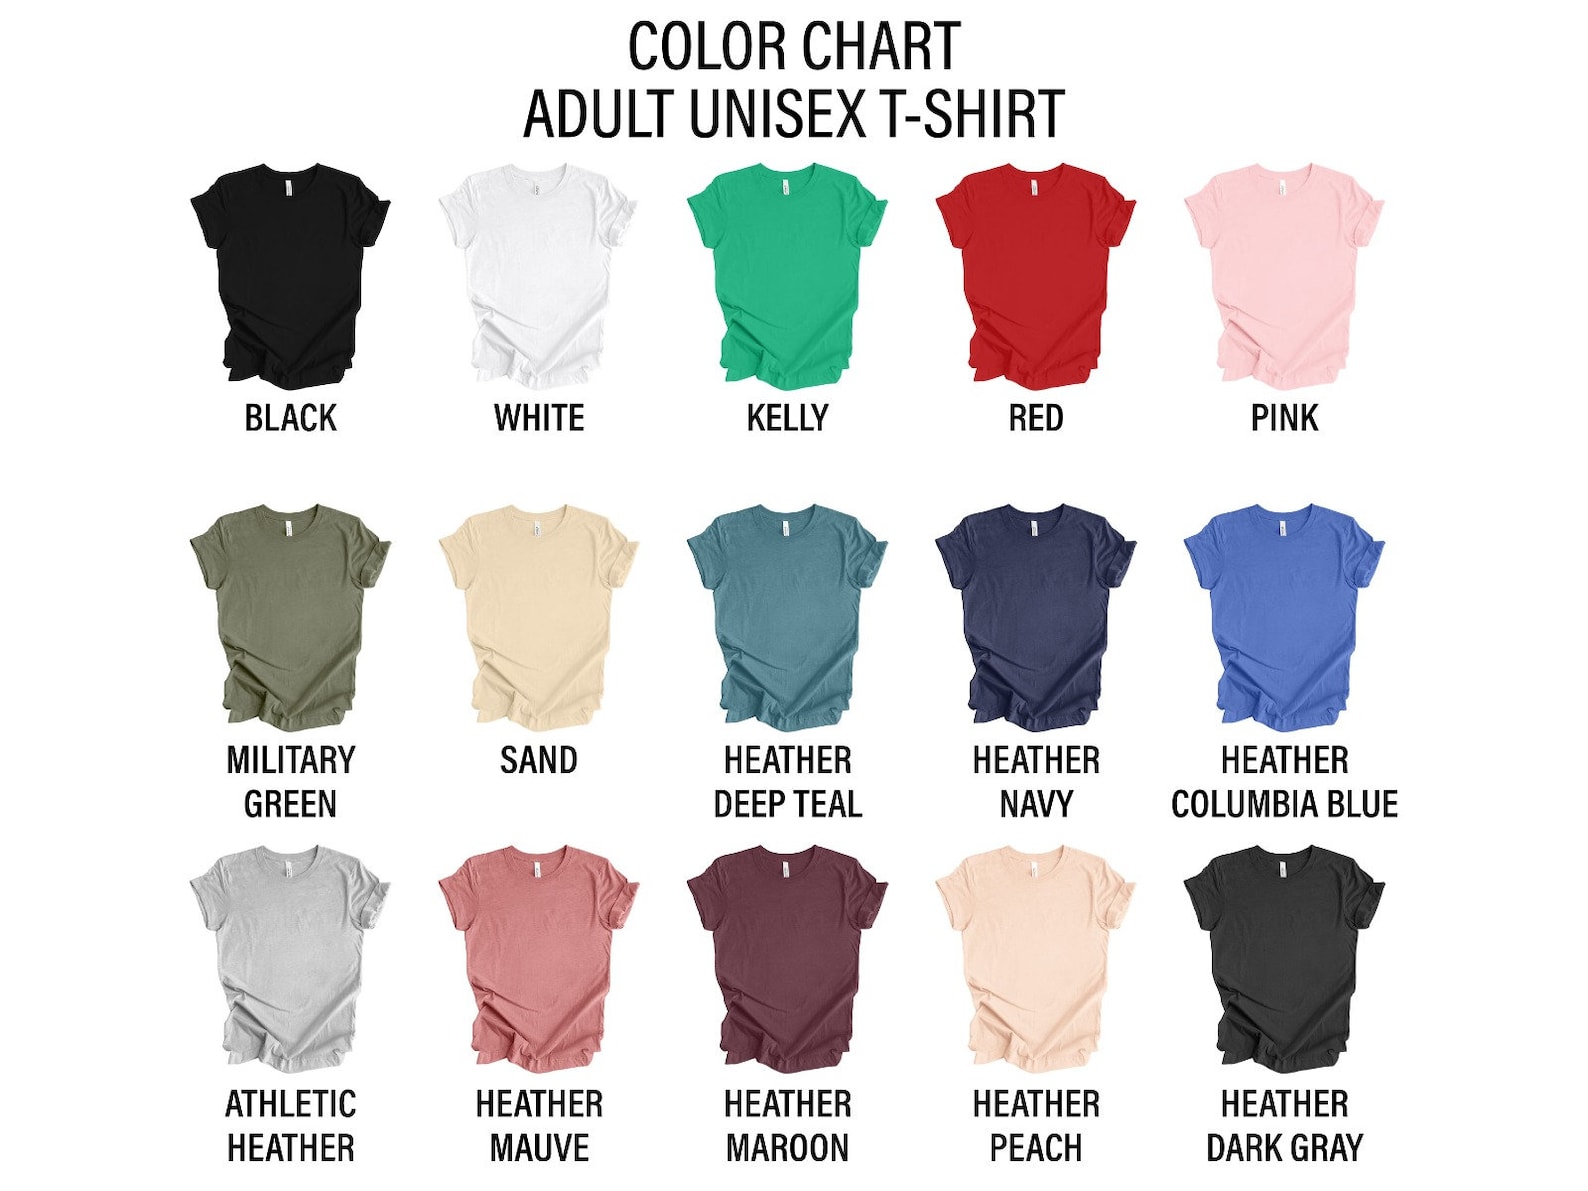 COLOR CHART
ADULT UNISEX T-SHIRT
BLACK
WHITE
KELLY
RED
PINK
MILITARY
GREEN
SAND
HEATHER
DEEP TEAL
HEATHER
NAVY
HEATHER
COLUMBIA BLUE
ATHLETIC
HEATHER
HEATHER
MAUVE
HEATHER
MAROON
HEATHER
PEACH
HEATHER
DARK GRAY